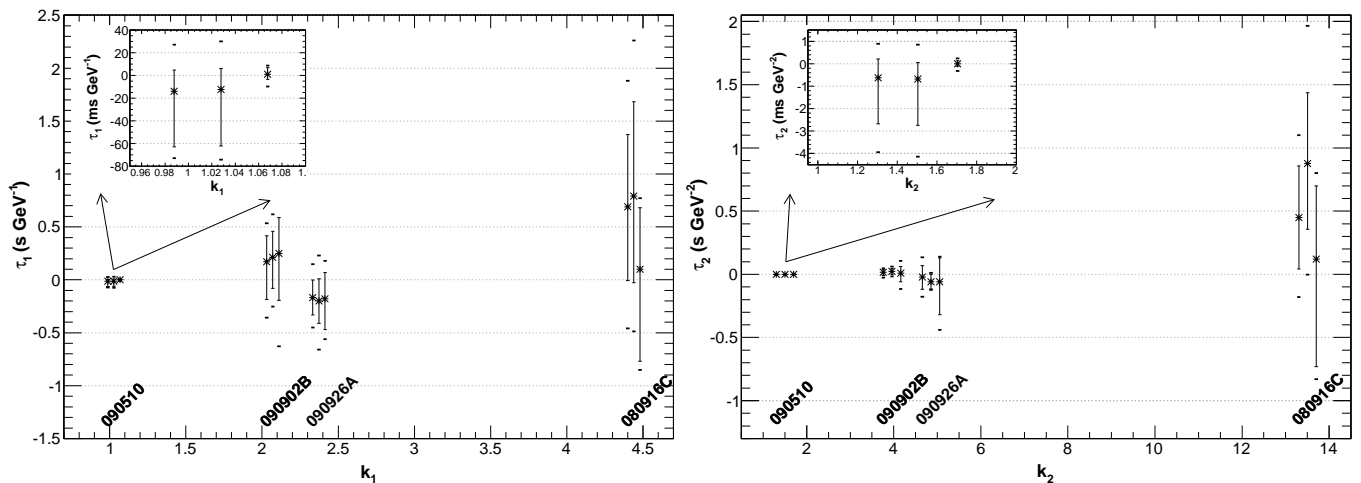 τ₁ (s GeV⁻¹)
2.5
2
1.5
1
0.5
0
-0.5
-1
-1.5
τ₁ (ms GeV⁻¹)
40
20
0
-20
-40
-60
-80
0.96 0.98 1 1.02 1.04 1.06 1.08 1.
k₁
090510
090902B
090926A
080916C
1 1.5 2 2.5 3 3.5 4 4.5
k₁
τ₂ (s GeV⁻²)
2
1.5
1
0.5
0
-0.5
-1
τ₂ (ms GeV⁻²)
1
0
-1
-2
-3
-4
1 1.2 1.4 1.6 1.8 2
k₂
090510
090902B
090926A
080916C
2 4 6 8 10 12 14
k₂